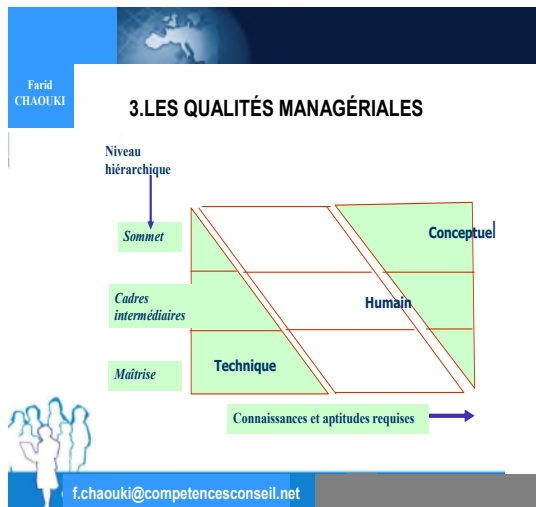 Farid
CHAOUKI
3.LES QUALITÉS MANAGÉRIALES
Niveau
hiérarchique
Sommet
Conceptuel
Cadres
intermédiaires
Humain
Maîtrise
Technique
Connaissances et aptitudes requises
f.chaouki@competencesconseil.net